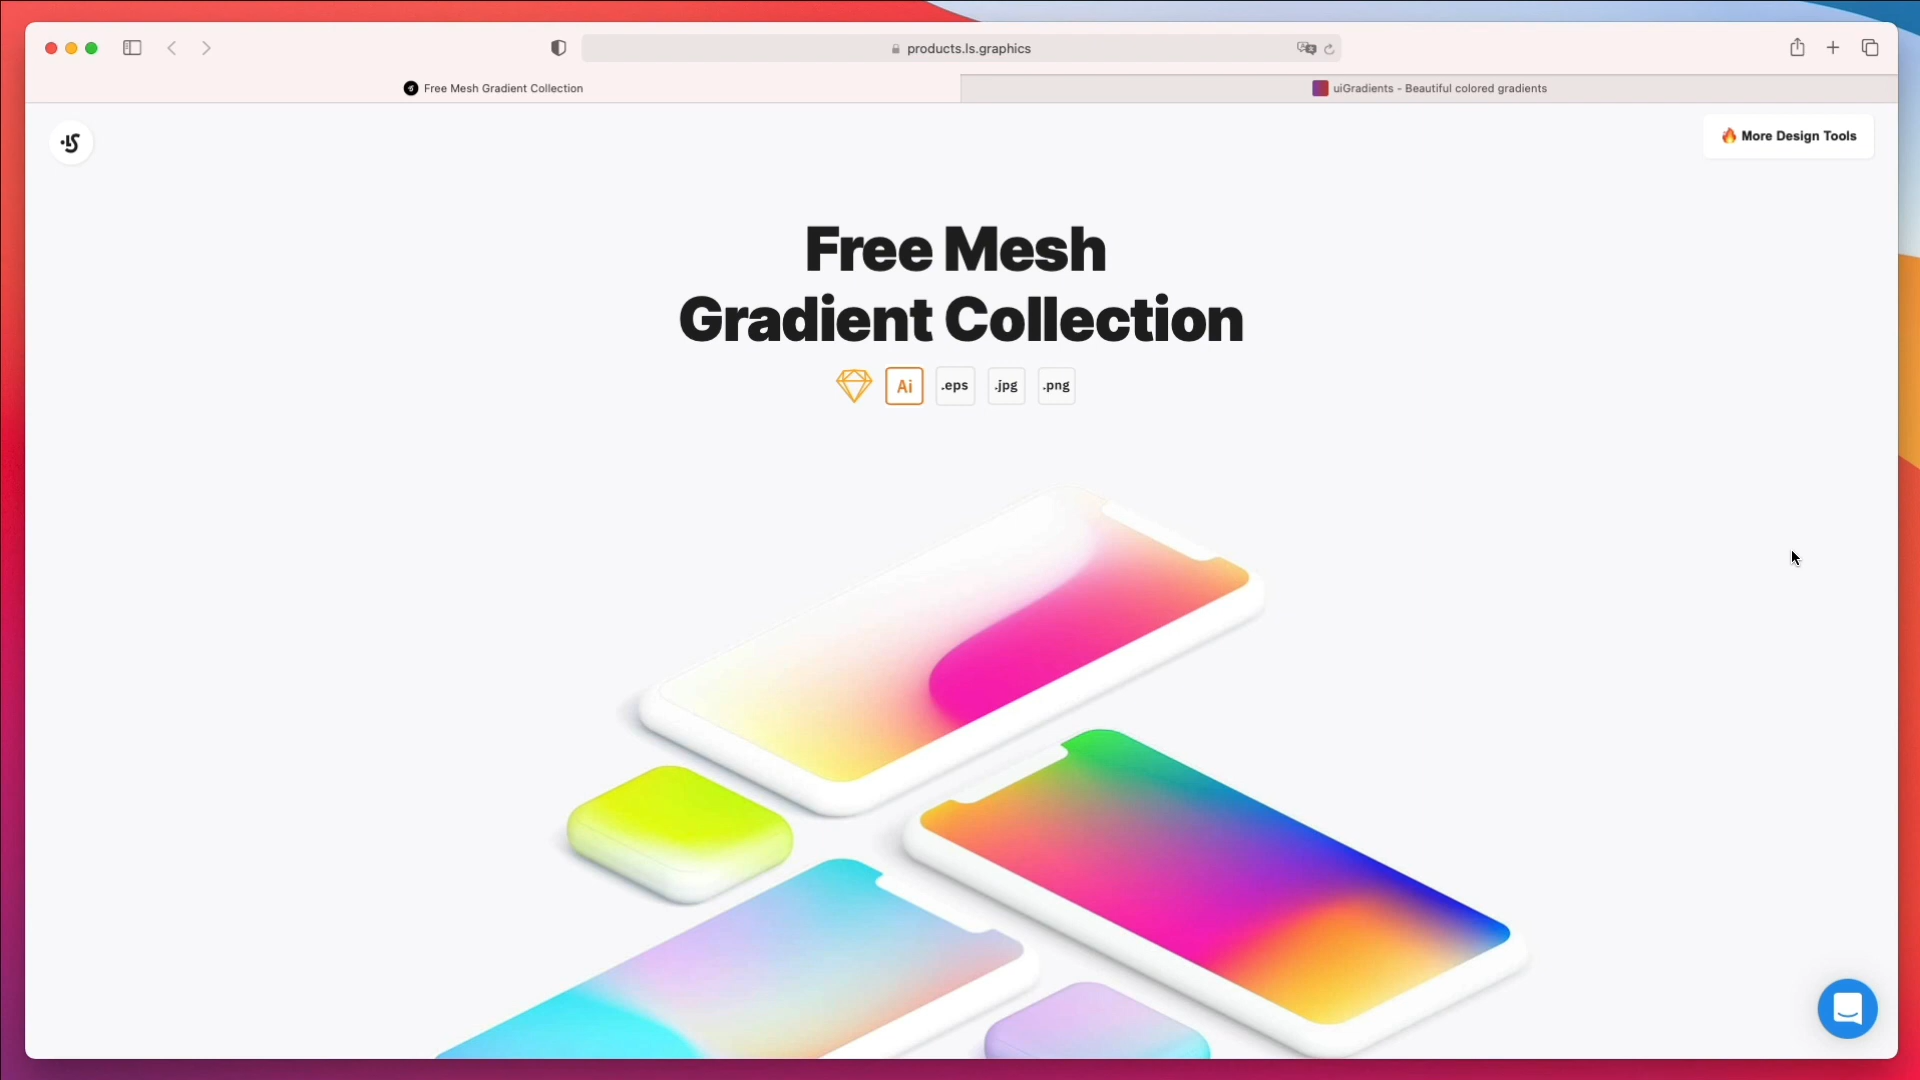 products.ls.graphics
Free Mesh Gradient Collection
uiGradients - Beautiful colored gradients
LS
🔥 More Design Tools
Free Mesh
Gradient Collection
Ai
.eps
.jpg
.png